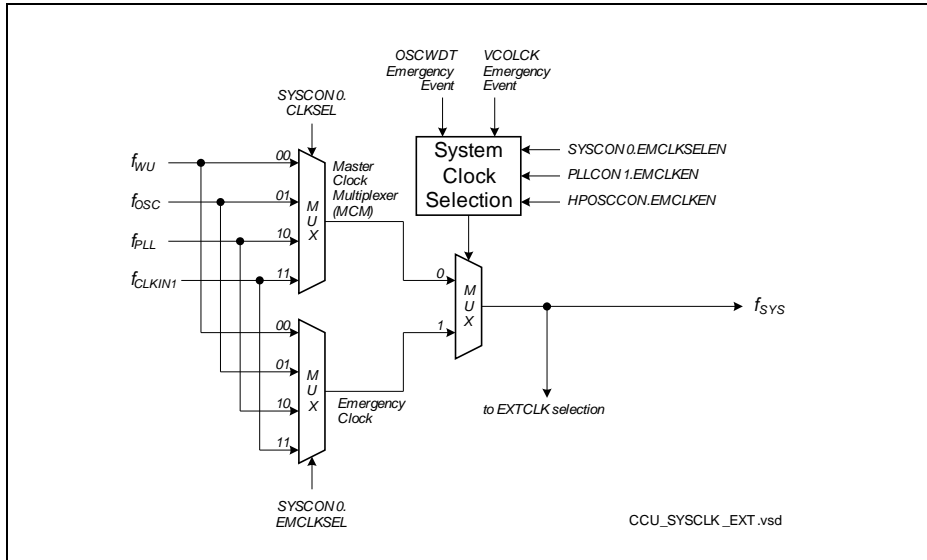 OSCWDT
Emergency
Event
VCOLCK
Emergency
Event
SYSCON0.
CLKSEL
System
Clock
Selection
SYSCON0.EMCLKSELEN
PLLCON1.EMCLKEN
HPOSCCON.EMCLKEN
fWU
fOSC
fPLL
fCLKIN1
00
01
10
11
M
U
X
Master
Clock
Multiplexer
(MCM)
00
01
10
11
M
U
X
Emergency
Clock
SYSCON0.
EMCLKSEL
0
1
M
U
X
fSYS
to EXTCLK selection
CCU_SYSCLK_EXT.vsd